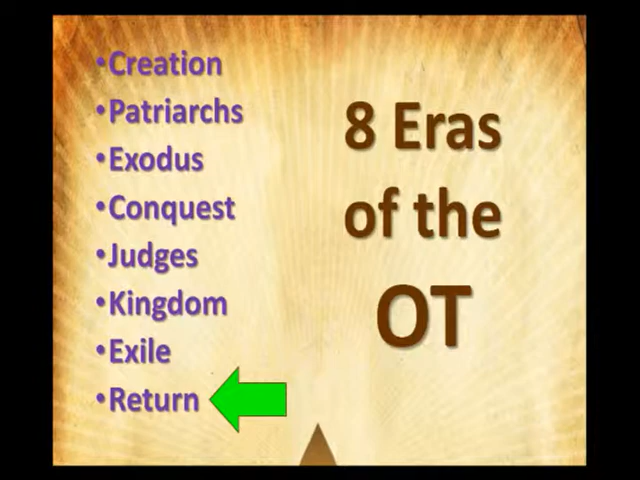 •Creation
•Patriarchs
•Exodus
•Conquest
•Judges
•Kingdom
•Exile
•Return
8 Eras
of the
OT